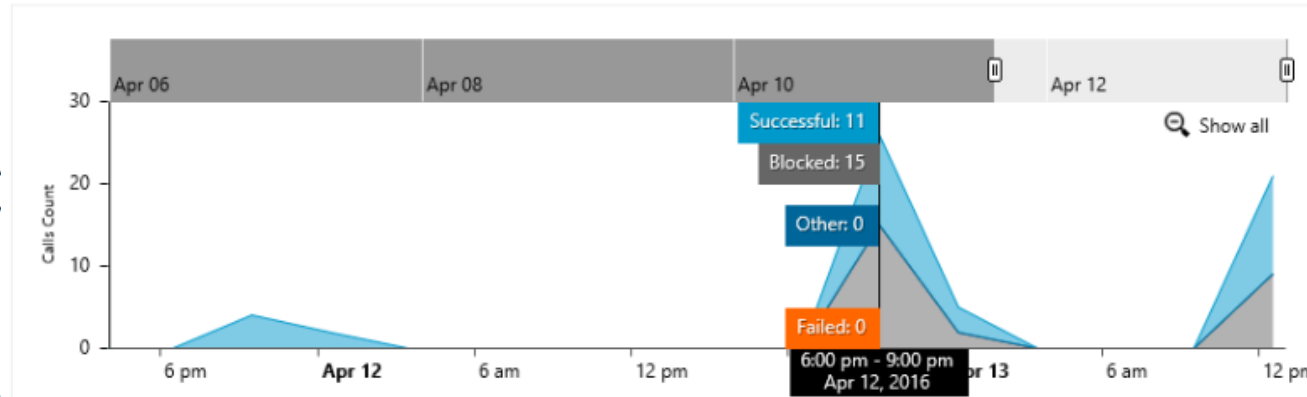 Apr 06
Apr 08
Apr 10
Apr 12
Show all
Calls Count
30
20
10
0
Successful: 11
Blocked: 15
Other: 0
Failed: 0
6 pm
Apr 12
6 am
12 pm
6:00 pm - 9:00 pm
Apr 12, 2016
pr 13
6 am
12 pm